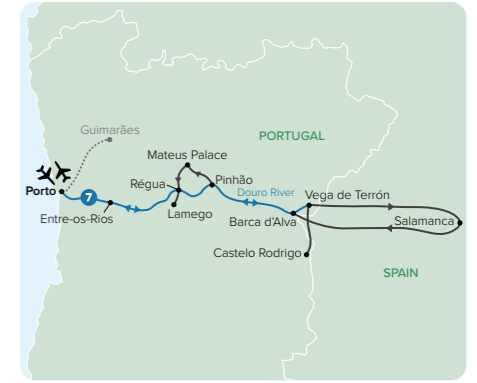 Guimarães
PORTUGAL
Mateus Palace
Régua
Pinhão
Porto
7
Douro River
Vega de Terrón
Entre-os-Rios
Lamego
Barca d'Alva
Salamanca
Castelo Rodrigo
SPAIN